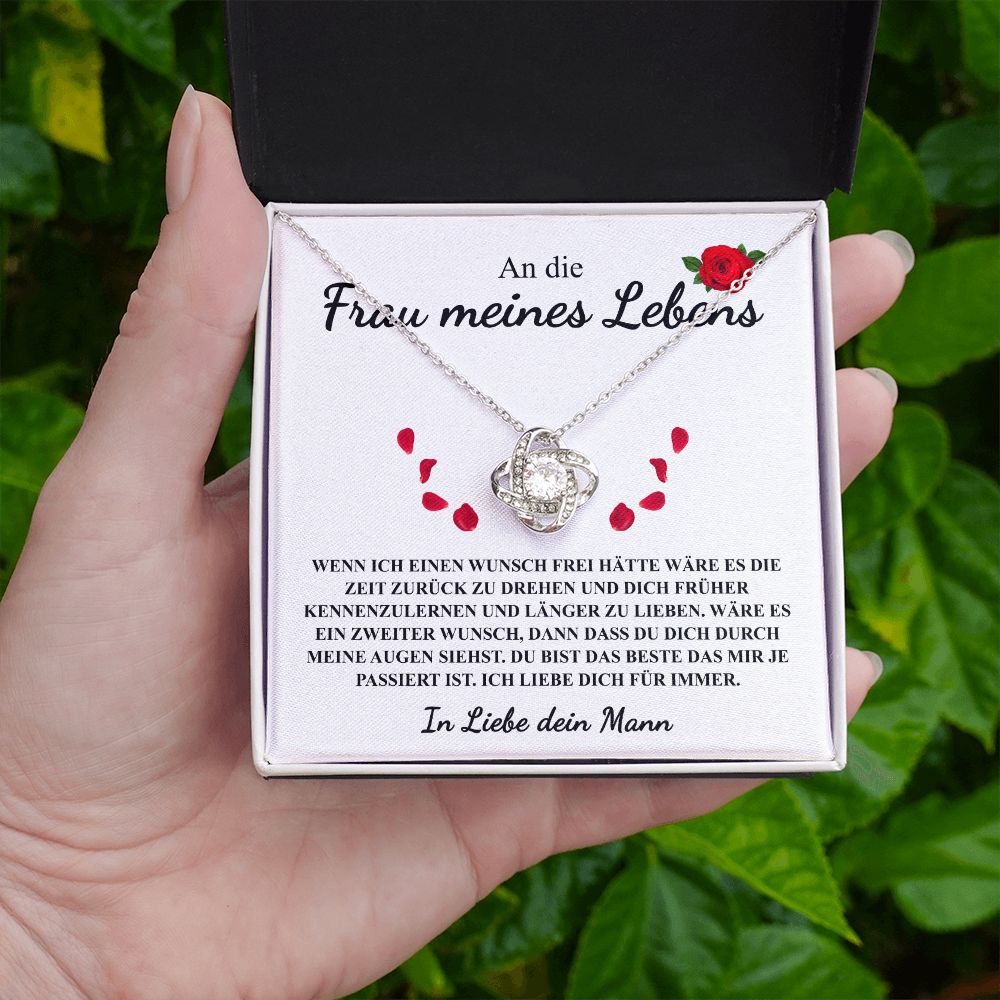 An die
Frau meines Lebens
WENN ICH EINEN WUNSCH FREI HÄTTE WÄRE ES DIE
ZEIT ZURÜCK ZU DREHEN UND DICH FRÜHER
KENNENZULERNEN UND LÄNGER ZU LIEBEN. WÄRE ES
EIN ZWEITER WUNSCH, DANN DASS DU DICH DURCH
MEINE AUGEN SIEHST. DU BIST DAS BESTE DAS MIR JE
PASSIERT IST. ICH LIEBE DICH FÜR IMMER.
In Liebe dein Mann